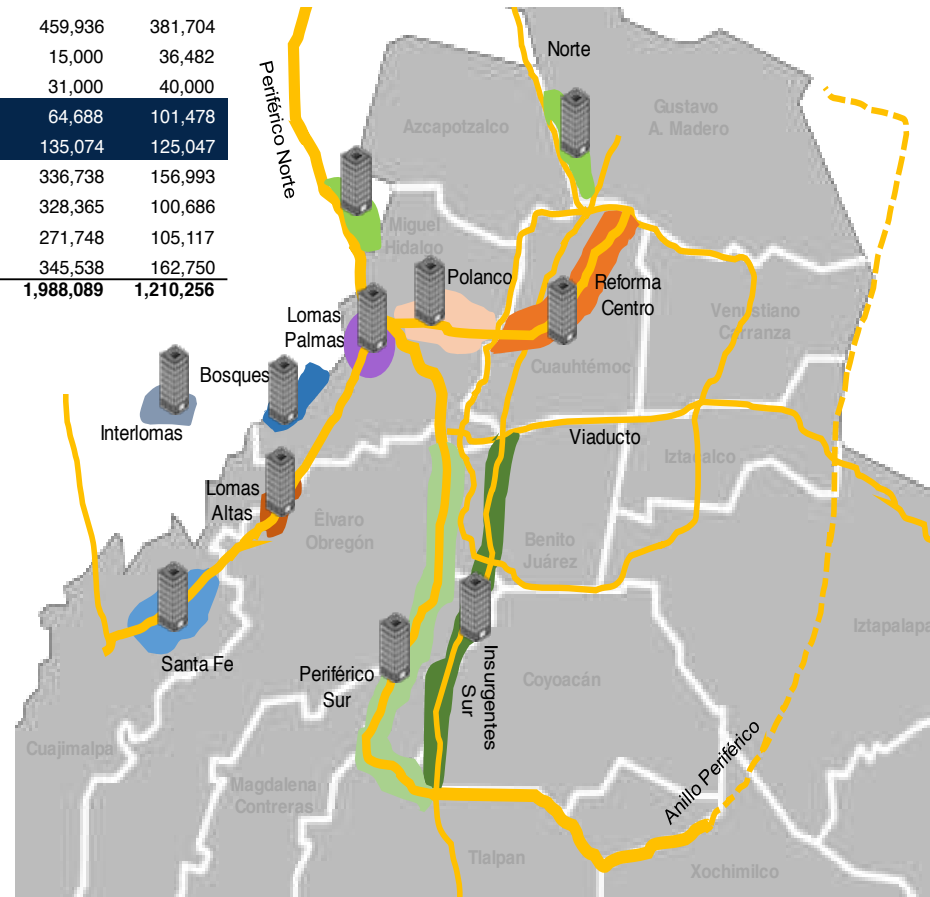 459,936 381,704
15,000 36,482
31,000 40,000
64,688 101,478
135,074 125,047
336,738 156,993
328,365 100,686
271,748 105,117
345,538 162,750
1,988,089 1,210,256
Norte
Periférico Norte
Azcapotzalco
Gustavo
A. Madero
Miguel
Hidalgo
Polanco
Reforma
Centro
Lomas
Palmas
Venustiano
Carranza
Bosques
Cuauhtémoc
Interlomas
Viaducto
Iztacalco
Lomas
Altas
Êlvaro
Obregón
Benito
Juárez
Iztapalapa
Santa Fe
Periférico
Sur
Insurgentes
Sur
Coyoacán
Cuajimalpa
Anillo Periférico
Magdalena
Contreras
Tlalpan
Xochimilco